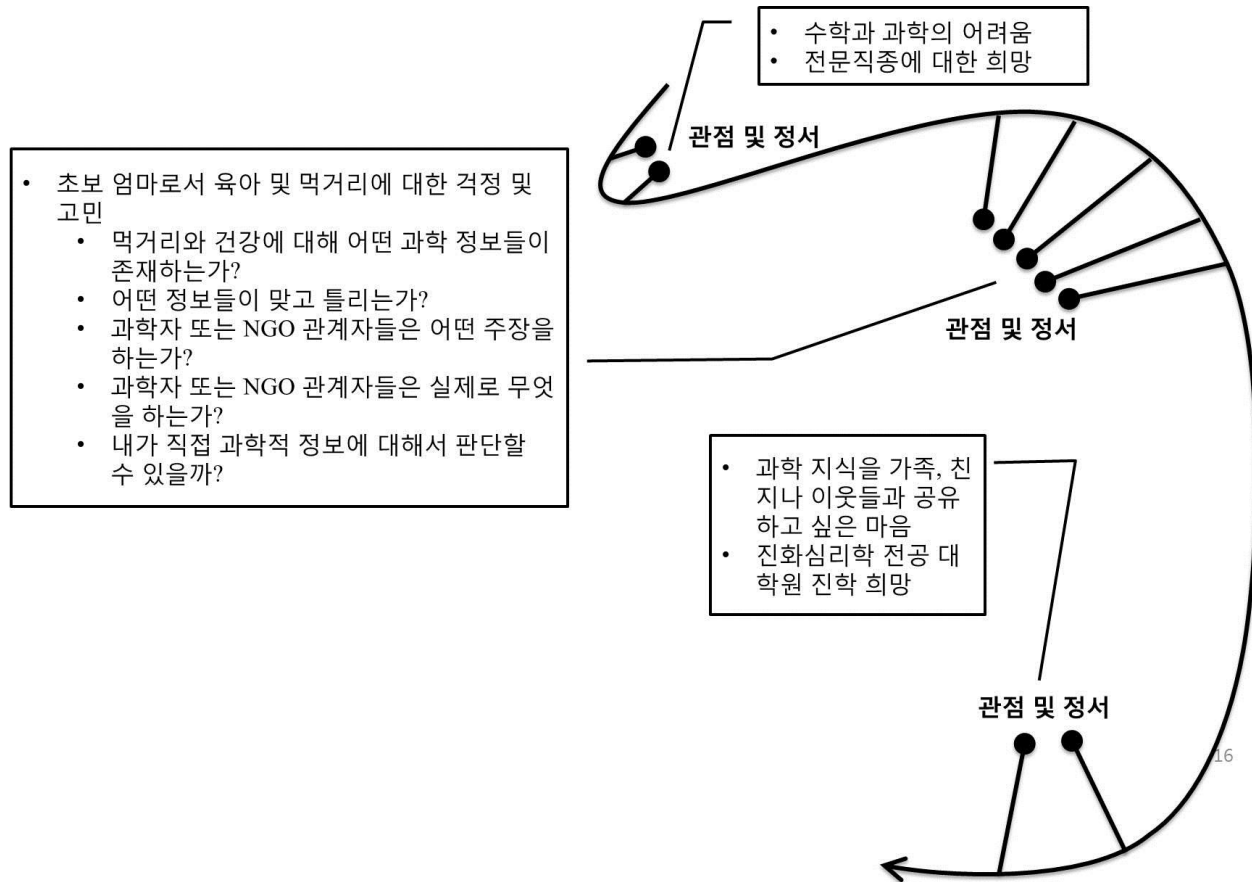 • 수학과 과학의 어려움
• 전문직종에 대한 희망
관점 및 정서
• 초보 엄마로서 육아 및 먹거리에 대한 걱정 및
고민
• 먹거리와 건강에 대해 어떤 과학 정보들이
존재하는가?
• 어떤 정보들이 맞고 틀리는가?
• 과학자 또는 NGO 관계자들은 어떤 주장을
하는가?
• 과학자 또는 NGO 관계자들은 실제로 무엇
을 하는가?
• 내가 직접 과학적 정보에 대해서 판단할
수 있을까?
관점 및 정서
• 과학 지식을 가족, 친
지나 이웃들과 공유
하고 싶은 마음
• 진화심리학 전공 대
학원 진학 희망
관점 및 정서
16